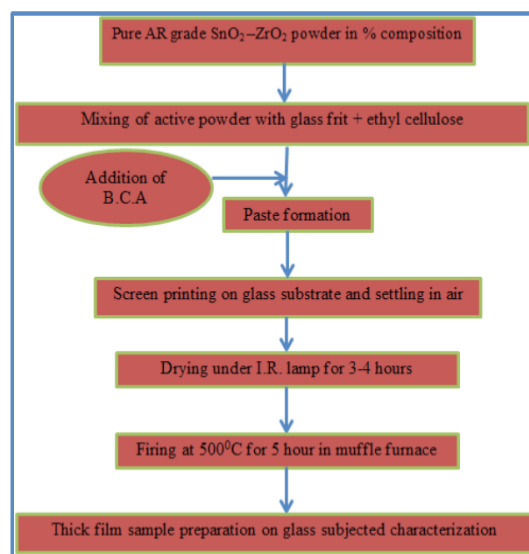 Pure AR grade SnO₂–ZrO₂ powder in % composition
Mixing of active powder with glass frit + ethyl cellulose
Addition of
B.C.A
Paste formation
Screen printing on glass substrate and settling in air
Drying under I.R. lamp for 3-4 hours
Firing at 500⁰C for 5 hour in muffle furnace
Thick film sample preparation on glass subjected characterization